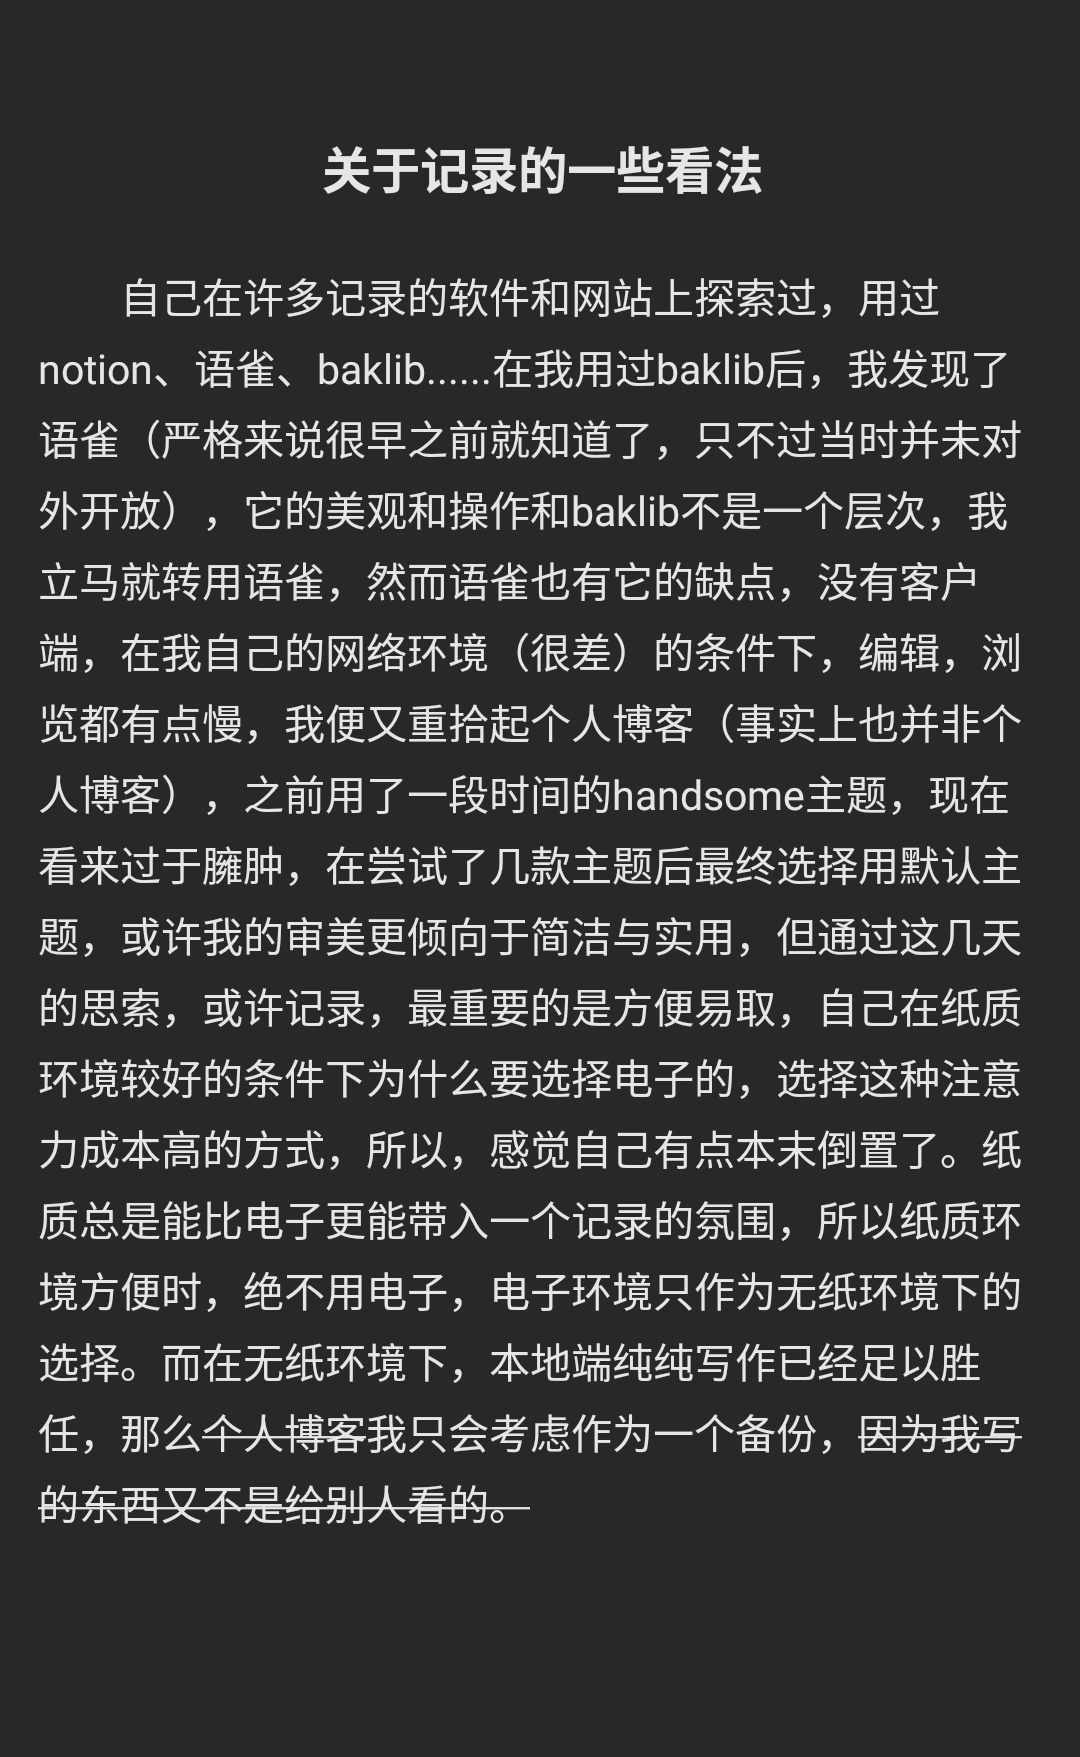 关于记录的一些看法
自己在许多记录的软件和网站上探索过，用过
notion、语雀、baklib......在我用过baklib后，我发现了
语雀（严格来说很早之前就知道了，只不过当时并未对
外开放），它的美观和操作和baklib不是一个层次，我
立马就转用语雀，然而语雀也有它的缺点，没有客户
端，在我自己的网络环境（很差）的条件下，编辑，浏
览都有点慢，我便又重拾起个人博客（事实上也并非个
人博客），之前用了一段时间的handsome主题，现在
看来过于臃肿，在尝试了几款主题后最终选择用默认主
题，或许我的审美更倾向于简洁与实用，但通过这几天
的思索，或许记录，最重要的是方便易取，自己在纸质
环境较好的条件下为什么要选择电子的，选择这种注意
力成本高的方式，所以，感觉自己有点本末倒置了。纸
质总是能比电子更能带入一个记录的氛围，所以纸质环
境方便时，绝不用电子，电子环境只作为无纸环境下的
选择。而在无纸环境下，本地端纯纯写作已经足以胜
任，那么个人博客我只会考虑作为一个备份，因为我写
的东西又不是给别人看的。